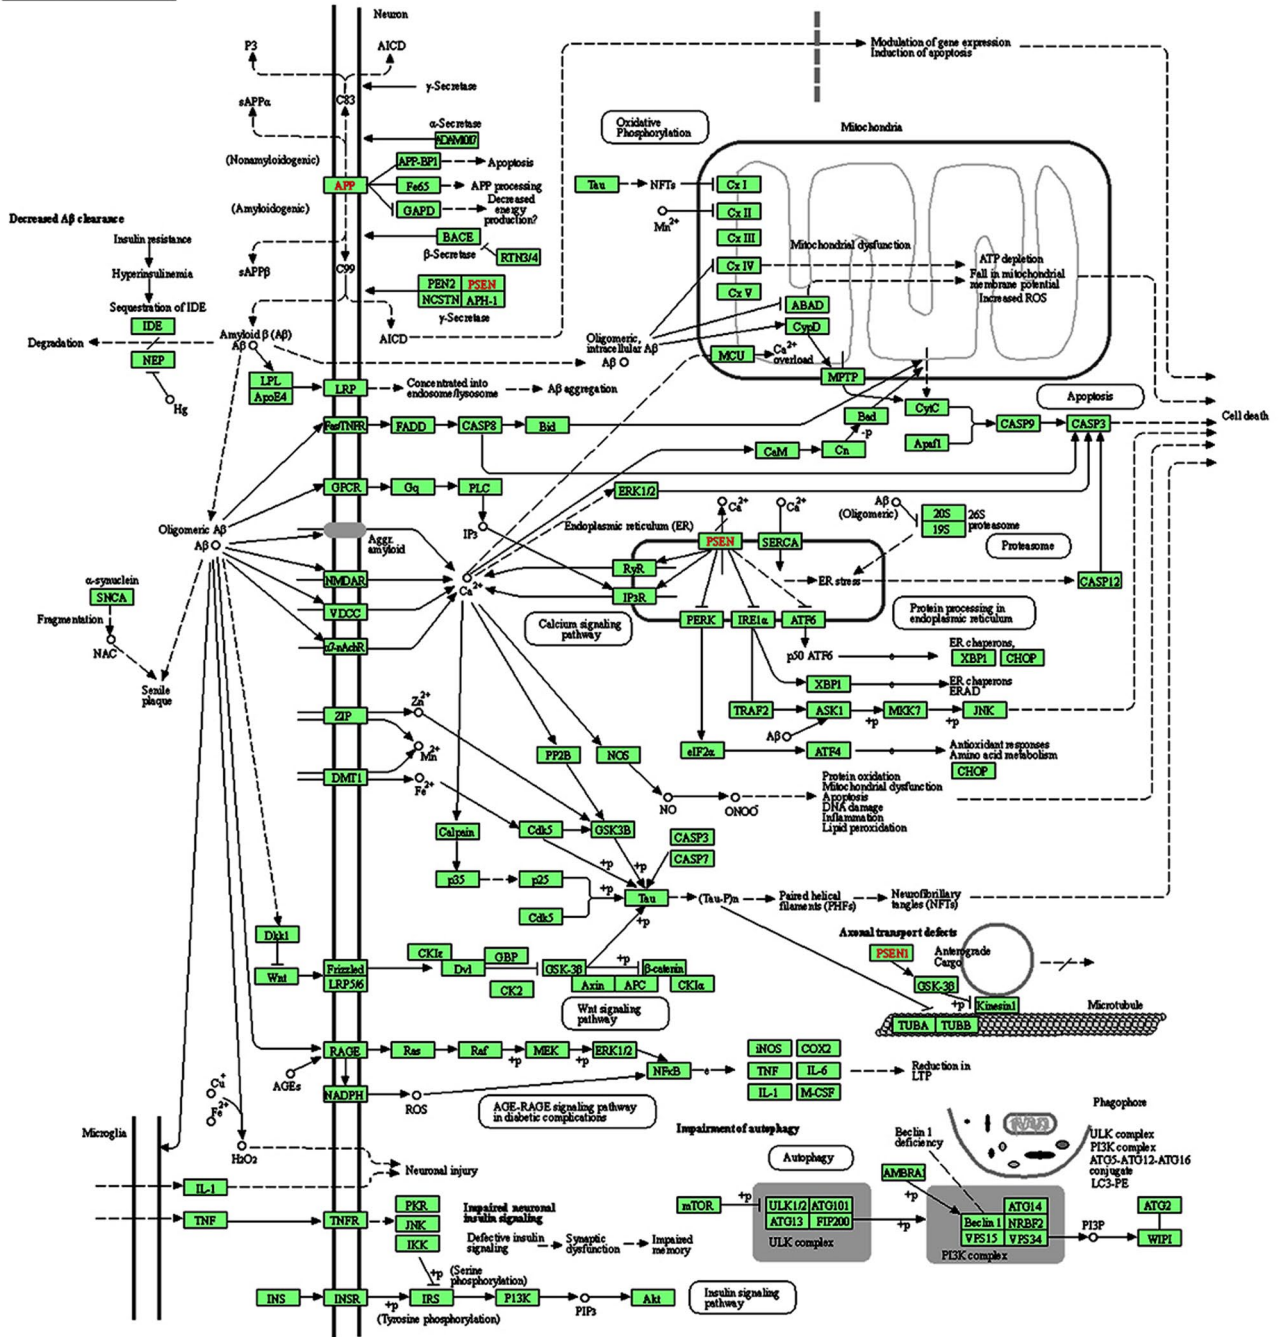 Neuron
P3
AICD
Modulation of gene expression
Induction of apoptosis
C83
γ-Secretase
sAPPα
α-Secretase
ADAM10/17
Oxidative
Phosphorylation
Mitochondria
(Nonamyloidogenic)
APP-BP1
Apoptosis
APP
Fe65
APP processing
Tau
NFTs
Cx I
(Amyloidogenic)
GAPD
Decreased
energy
production?
Mn2+
Cx II
Decreased Aβ clearance
BACE
β-Secretase
RTN3/4
Cx III
Mitochondrial dysfunction
Insulin resistance
sAPPβ
C99
Cx IV
ATP depletion
Hyperinsulinemia
PEN2
PSEN
NCSTN
APH-1
γ-Secretase
Cx V
Fall in mitochondrial
membrane potential
Increased ROS
Sequestration of IDE
IDE
ABAD
CypD
Degradation
NEP
Hg
Amyloid β (Aβ)
Aβ
AICD
Oligomeric,
intracellular Aβ
Aβ
MCU
Ca2+
overload
MPTP
LPL
ApoE4
LRP
Concentrated into
endosome/lysosome
Aβ aggregation
Apoptosis
Fas/TNFR
FADD
CASP8
Bid
Bad
-p
CytC
Apaf1
CASP9
CASP3
Cell death
CaM
Cn
GPCR
Gq
PLC
ERK1/2
IP3
Endoplasmic reticulum (ER)
Ca2+
Ca2+
Aβ
(Oligomeric)
20S
19S
26S
proteasome
Proteasome
Oligomeric Aβ
Aβ
Aggr.
amyloid
PSEN
SERCA
RyR
IP3R
ER stress
CASP12
NMDAR
Ca2+
VDCC
α7-nAchR
Calcium signaling
pathway
PERK
IRE1α
ATF6
Protein processing in
endoplasmic reticulum
α-synuclein
SNCA
Fragmentation
NAC
Senile
plaque
p50 ATF6
ER chaperons,
XBP1
CHOP
XBP1
ER chaperons
ERAD
TRAF2
ASK1
+p
MKK7
+p
JNK
Aβ
ZIP
Zn2+
Mn2+
DMT1
Fe2+
PP2B
NOS
eIF2α
ATF4
Antioxidant responses
Amino acid metabolism
CHOP
NO
ONOO-
Protein oxidation
Mitochondrial dysfunction
Apoptosis
DNA damage
Inflammation
Lipid peroxidation
Calpain
Cdk5
GSK3B
CASP3
CASP7
p35
p25
Cdk5
+p
+p
+p
+p
Tau
(Tau-P)n
Paired helical
filaments (PHFs)
Neurofibrillary
tangles (NFTs)
Dkk1
Wnt
Frizzled
LRP5/6
CKIε
Dvl
GBP
CK2
GSK-3β
+p
β-catenin
Axin
APC
CKIα
Wnt signaling
pathway
Axonal transport defects
PSEN1
Anterograde
Cargo
GSK-3β
+p
Kinesin1
Microtubule
TUBA
TUBB
RAGE
Ras
Raf
+p
MEK
+p
ERK1/2
NFκB
e
AGEs
NADPH
ROS
iNOS
COX2
TNF
IL-6
IL-1
M-CSF
Reduction in
LTP
AGE-RAGE signaling pathway
in diabetic complications
Cu+
Fe2+
H2O2
Microglia
Neuronal injury
IL-1
TNF
TNFR
PKR
JNK
IKK
Impaired neuronal
insulin signaling
Defective insulin
signaling
Synaptic
dysfunction
Impaired
memory
+p
(Serine
phosphorylation)
INS
INSR
+p
(Tyrosine phosphorylation)
IRS
PI3K
PIP3
Akt
Insulin signaling
pathway
Impairment of autophagy
Autophagy
mTOR
+p
ULK1/2
ATG101
ATG13
FIP200
ULK complex
+p
Beclin 1
deficiency
AMBRA1
+p
ATG14
Beclin 1
NRBF2
VPS15
VPS34
PI3K complex
PI3P
ATG2
WIPI
Phagophore
ULK complex
PI3K complex
ATG5-ATG12-ATG16
conjugate
LC3-PE